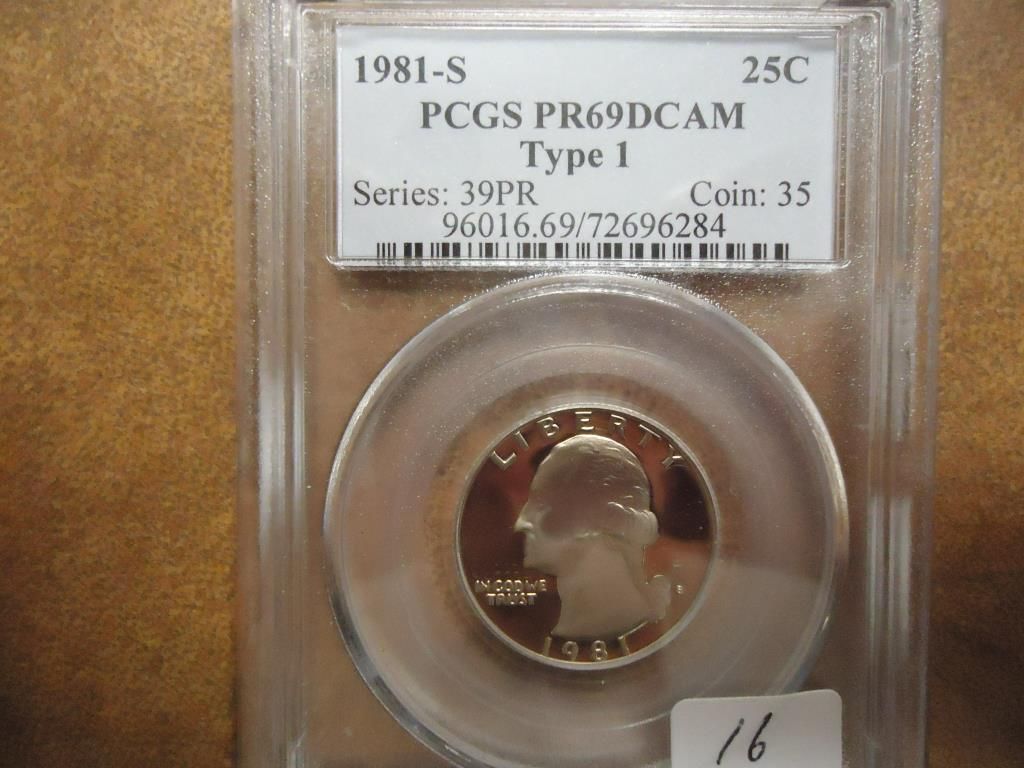 1981-S 25C
PCGS PR69DCAM
Type 1
Series: 39PR Coin: 35
96016.69/72696284
LIBERTY
IN GOD WE
TRUST
S
1981
16